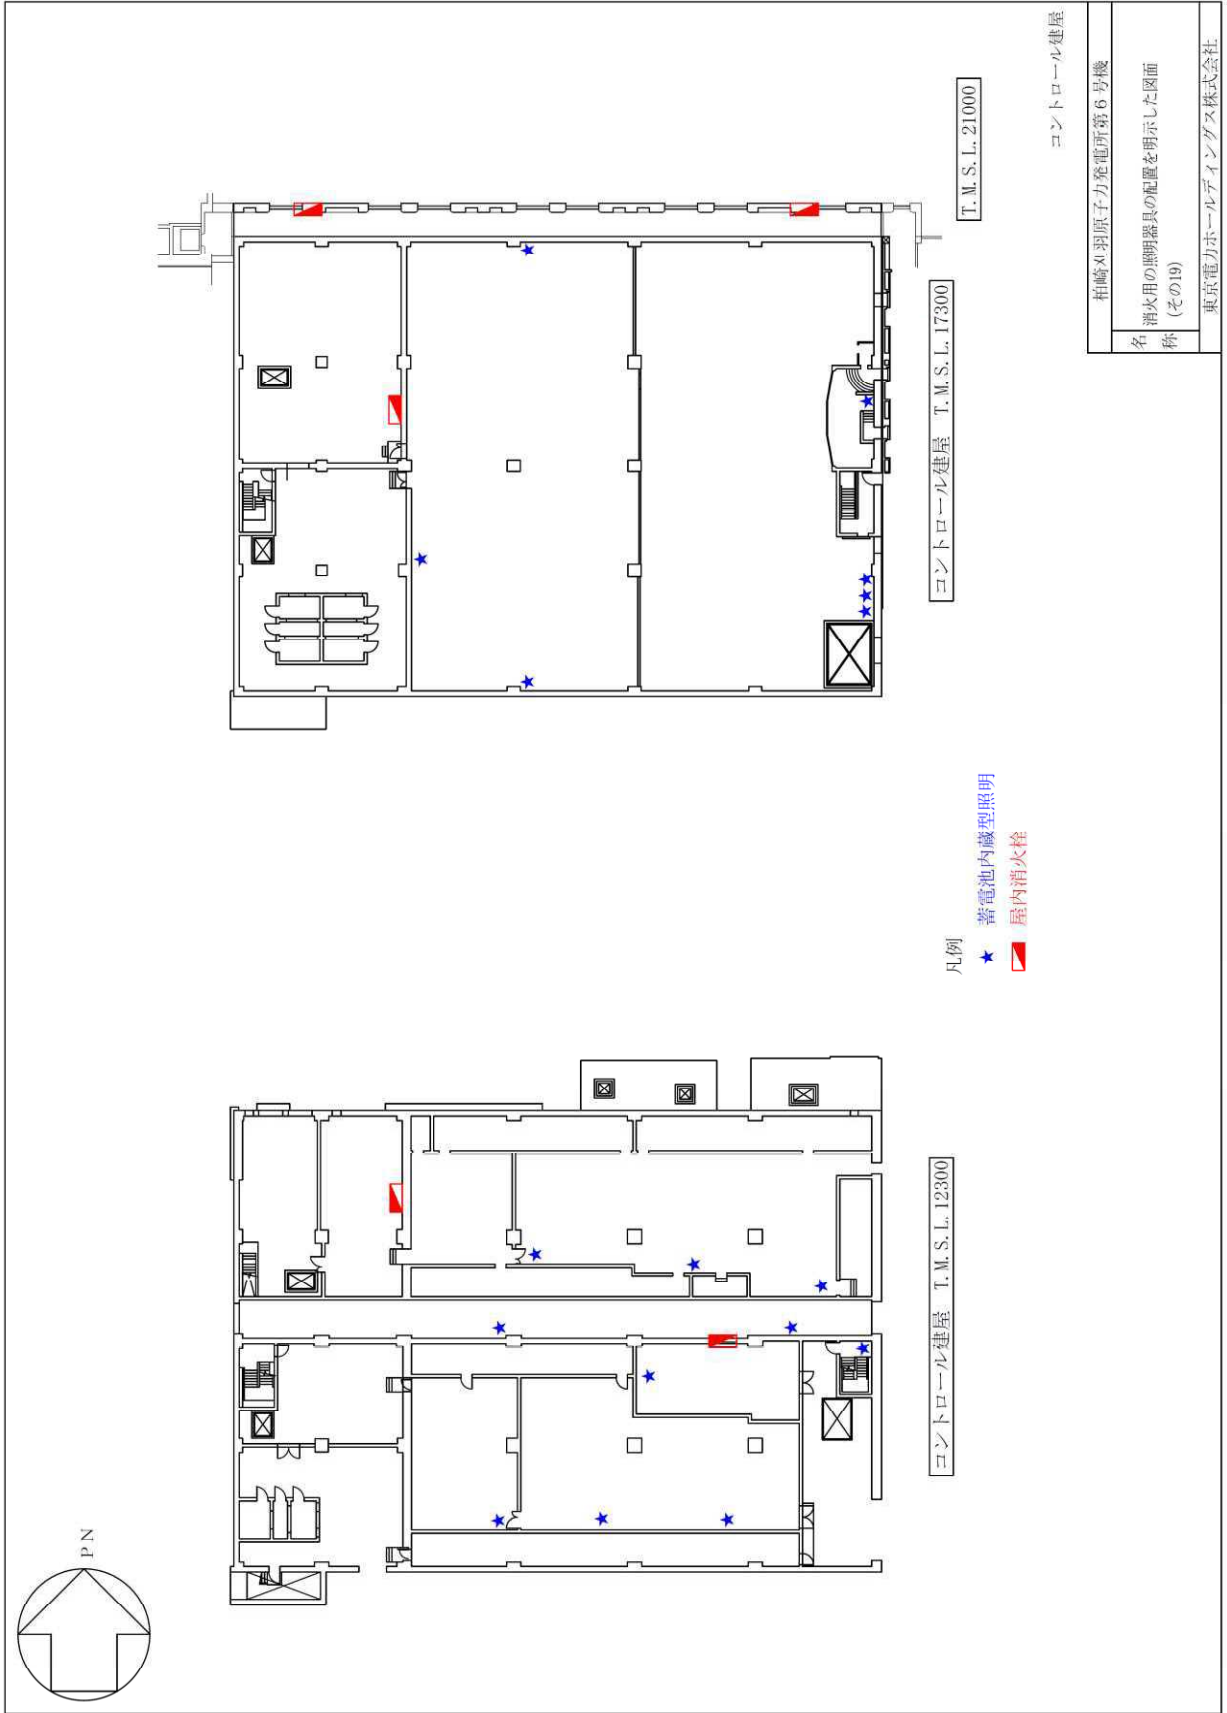 PN
コントロール建屋 T.M.S.L.12300
凡例
★ 蓄電池内蔵型照明
屋内消火栓
コントロール建屋 T.M.S.L.17300
T.M.S.L.21000
コントロール建屋
柏崎刈羽原子力発電所第6号機
名称
消火用の照明器具の配置を明示した図面
(その19)
東京電力ホールディングス株式会社